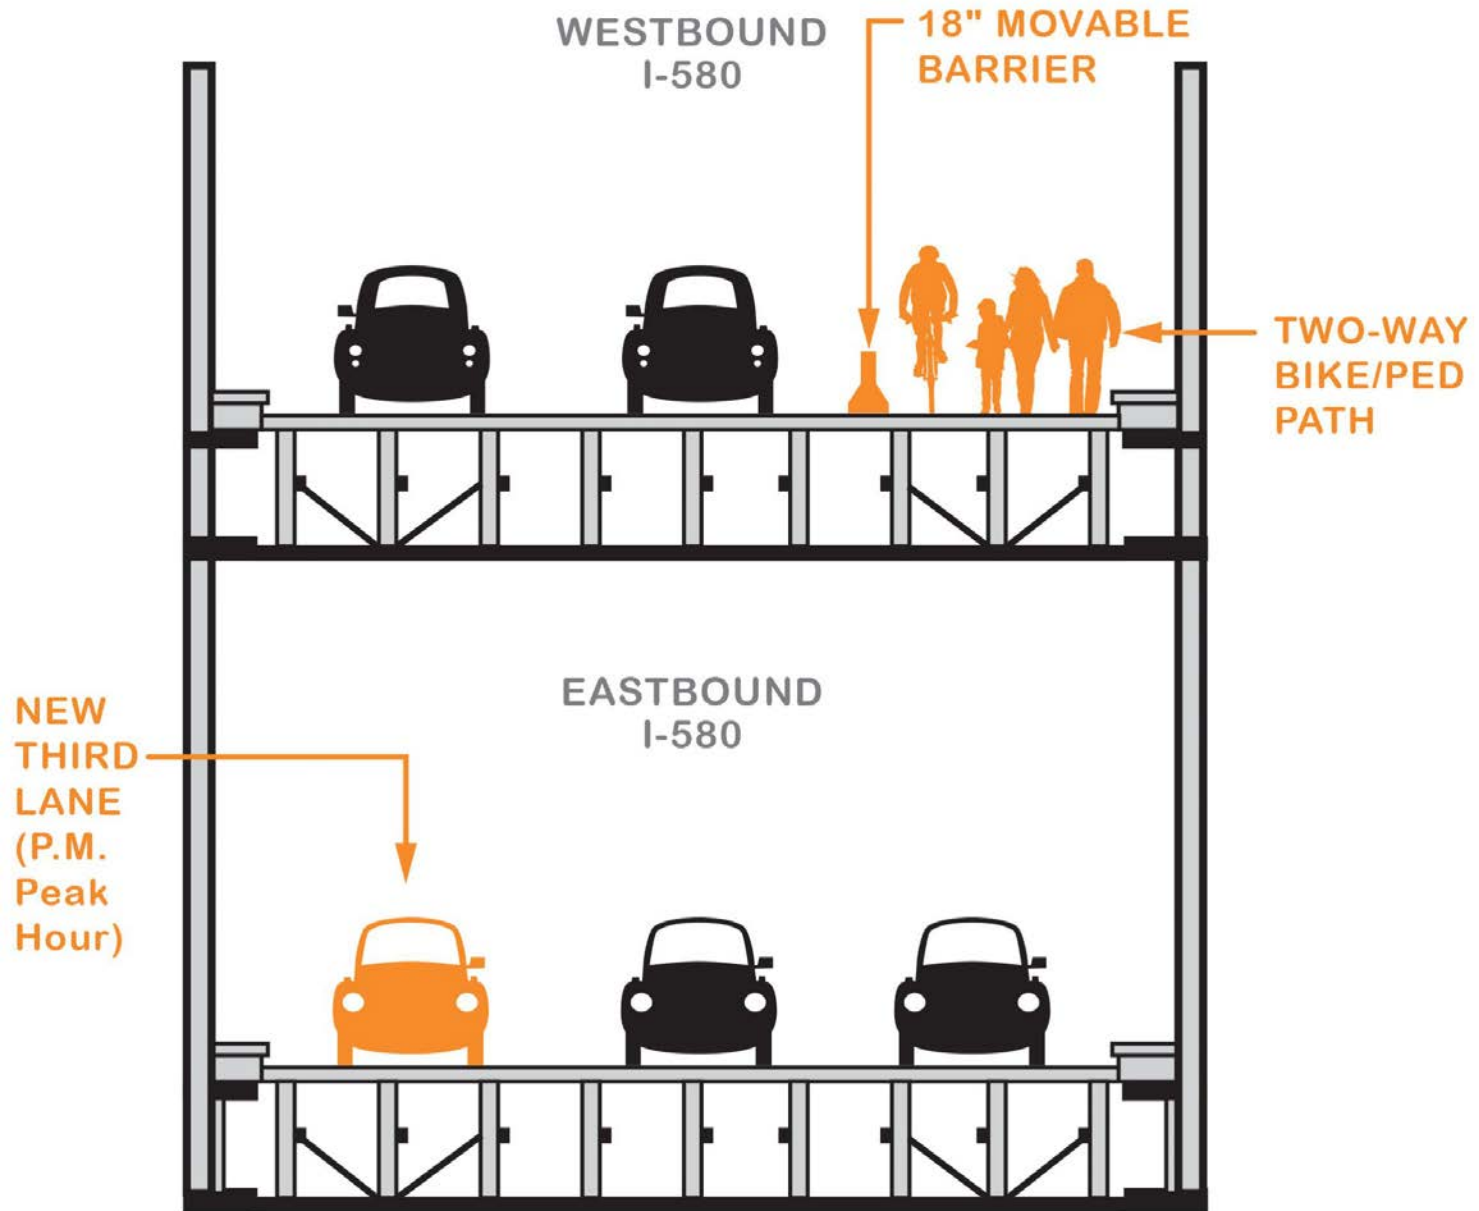 WESTBOUND
I-580
18" MOVABLE
BARRIER
TWO-WAY
BIKE/PED
PATH
EASTBOUND
I-580
NEW
THIRD
LANE
(P.M.
Peak
Hour)